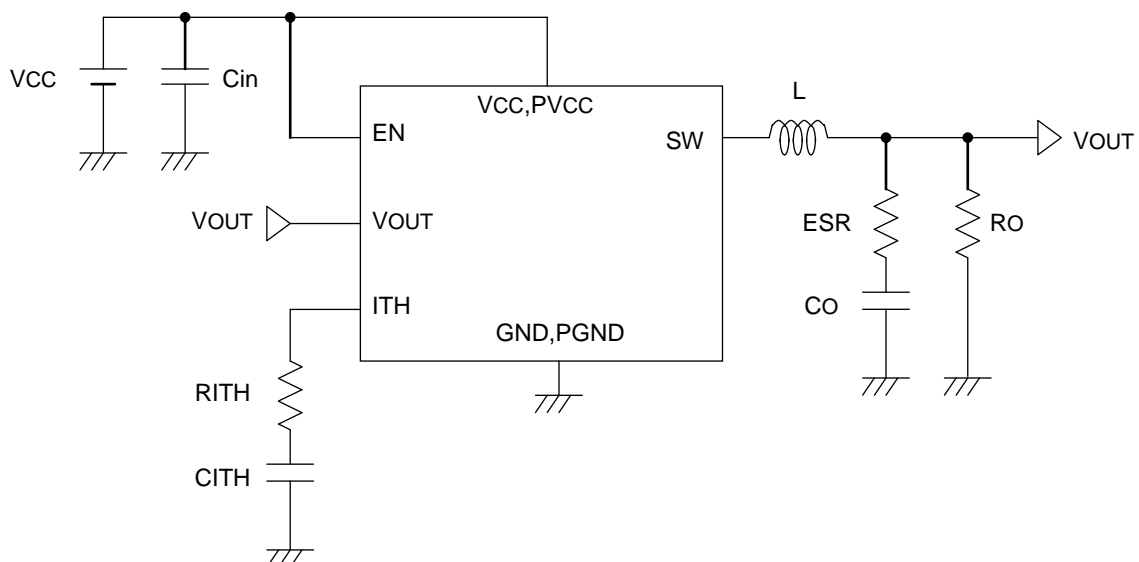 VCC
Cin
VCC,PVCC
EN
SW
L
VOUT
VOUT
VOUT
ESR
RO
ITH
CO
GND,PGND
RITH
CITH